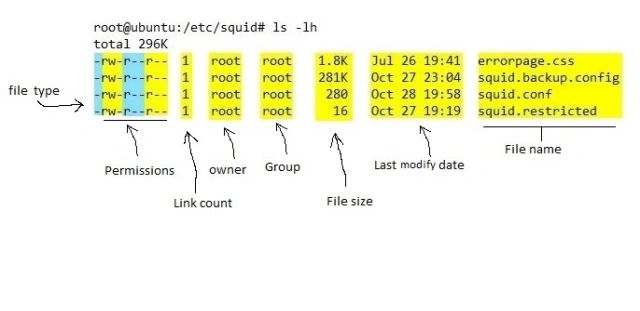 root@ubuntu:/etc/squid# ls -lh
total 296K
-rw-r--r-- 1 root root 1.8K Jul 26 19:41 errorpage.css
-rw-r--r-- 1 root root 281K Oct 27 23:04 squid.backup.config
-rw-r--r-- 1 root root 280 Oct 28 19:58 squid.conf
-rw-r--r-- 1 root root 16 Oct 27 19:19 squid.restricted
file type
Permissions
Link count
owner
Group
File size
Last modify date
File name